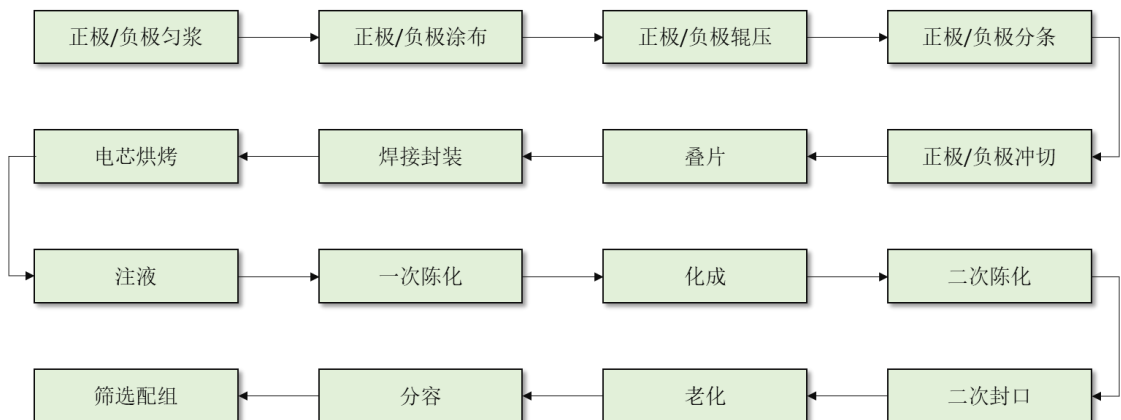 正极/负极匀浆
正极/负极涂布
正极/负极辊压
正极/负极分条
电芯烘烤
焊接封装
叠片
正极/负极冲切
注液
一次陈化
化成
二次陈化
筛选配组
分容
老化
二次封口